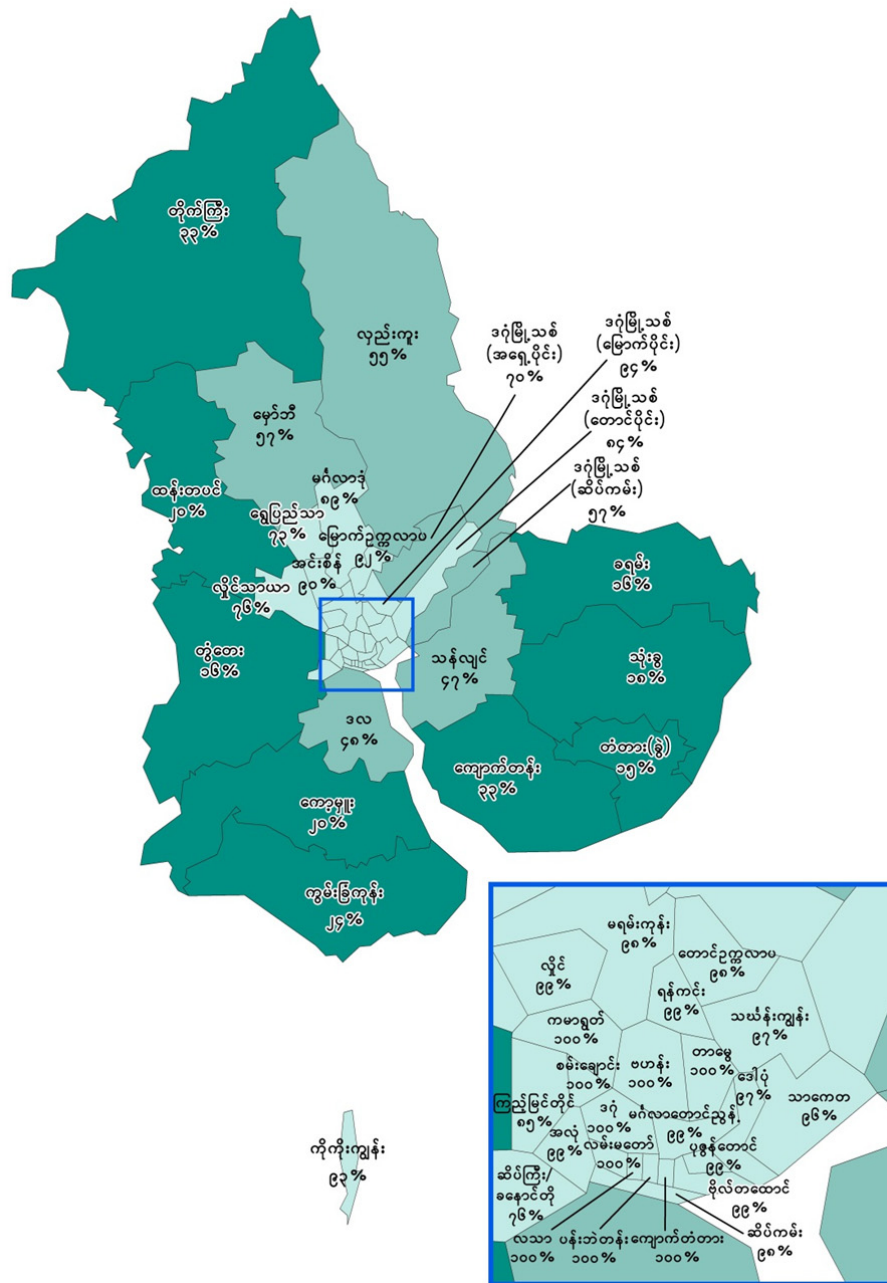 တိုက်ကြီး
၃၃%
လှည်းကူး
၅၅%
ဒဂုံမြို့သစ်
(အရှေ့ပိုင်း)
၇၀%
ဒဂုံမြို့သစ်
(မြောက်ပိုင်း)
၉၄%
ဒဂုံမြို့သစ်
(တောင်ပိုင်း)
၈၄%
ဒဂုံမြို့သစ်
(ဆိပ်ကမ်း)
၅၇%
မှော်ဘီ
၅၇%
မင်္ဂလာဒုံ
၈၉%
ထန်းတပင်
၂၀%
ရွှေပြည်သာ
၇၃%
မြောက်ဥက္ကလာပ
၉၂%
အင်းစိန်
၉၀%
လှိုင်သာယာ
၇၆%
ခရမ်း
၁၆%
တွံတေး
၁၆%
သန်လျင်
၄၇%
သုံးခွ
၁၈%
ဒလ
၄၈%
တံတား(ခွဲ)
၁၅%
ကျောက်တန်း
၃၃%
ကော့မှူး
၂၀%
ကွမ်းခြံကုန်း
၂၄%
ကိုကိုးကျွန်း
၉၃%
မရမ်းကုန်း
၉၈%
တောင်ဥက္ကလာပ
၉၈%
လှိုင်
၉၉%
ရန်ကင်း
၉၉%
သင်္ဃန်းကျွန်း
၉၇%
ကမာရွတ်
၁၀၀%
တာမွေ
၁၀၀%
စမ်းချောင်း
၁၀၀%
ဗဟန်း
၁၀၀%
ဒေါပုံ
၉၇%
သာကေတ
၉၆%
ကြည့်မြင်တိုင်
၈၅%
ဒဂုံ
၁၀၀%
မင်္ဂလာတောင်ညွန့်
၉၉%
အလုံ
၉၉%
လမ်းမတော်
၁၀၀%
ပုဇွန်တောင်
၉၉%
ဆိပ်ကြီး/
ခနောင်တို
၇၆%
ဗိုလ်တထောင်
၉၉%
ဆိပ်ကမ်း
၉၈%
လသာ
၁၀၀%
ပန်းဘဲတန်း
၁၀၀%
ကျောက်တံတား
၁၀၀%